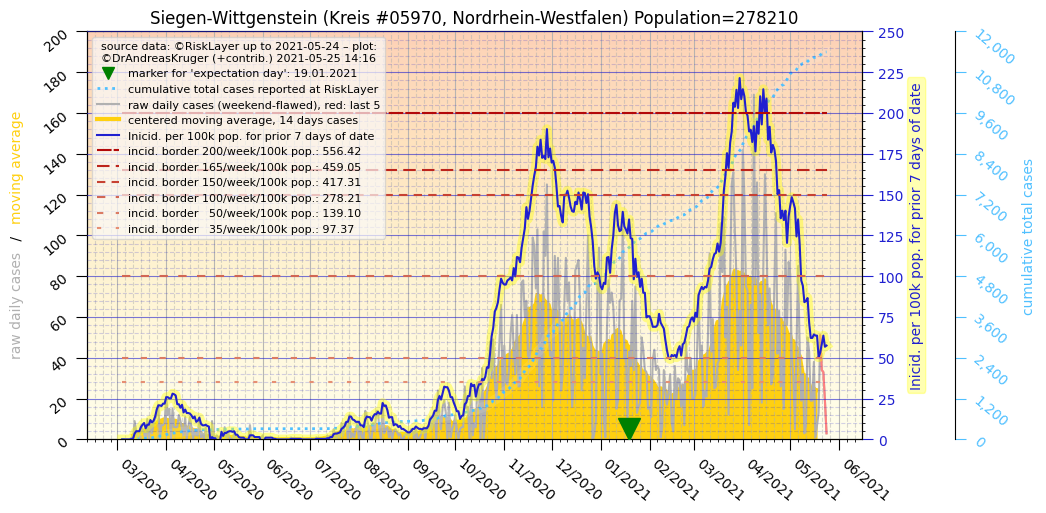 Siegen-Wittgenstein (Kreis #05970, Nordrhein-Westfalen) Population=278210
source data: ©RiskLayer up to 2021-05-24 – plot:
©DrAndreasKruger (+contrib.) 2021-05-25 14:16
marker for 'expectation day': 19.01.2021
cumulative total cases reported at RiskLayer
raw daily cases (weekend-flawed), red: last 5
centered moving average, 14 days cases
Inicid. per 100k pop. for prior 7 days of date
incid. border 200/week/100k pop.: 556.42
incid. border 165/week/100k pop.: 459.05
incid. border 150/week/100k pop.: 417.31
incid. border 100/week/100k pop.: 278.21
incid. border   50/week/100k pop.: 139.10
incid. border   35/week/100k pop.: 97.37
raw daily cases / moving average
200
180
160
140
120
100
80
60
40
20
0
03/2020
04/2020
05/2020
06/2020
07/2020
08/2020
09/2020
10/2020
11/2020
12/2020
01/2021
02/2021
03/2021
04/2021
05/2021
06/2021
250
225
200
175
150
125
100
75
50
25
0
Inicid. per 100k pop. for prior 7 days of date
12,000
10,800
9,600
8,400
7,200
6,000
4,800
3,600
2,400
1,200
0
cumulative total cases